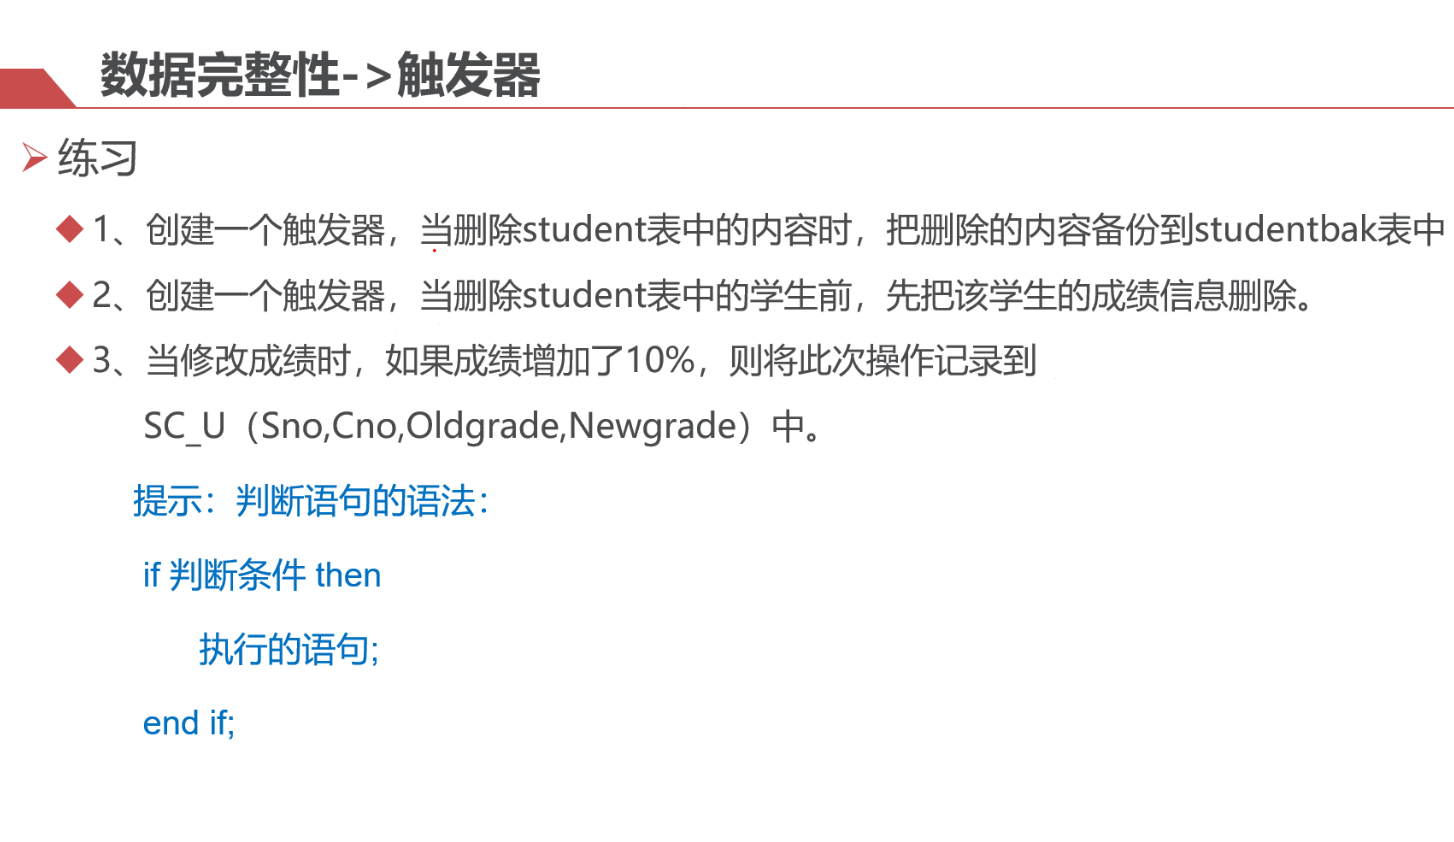 数据完整性->触发器
练习
1、创建一个触发器，当删除student表中的内容时，把删除的内容备份到studentbak表中
2、创建一个触发器，当删除student表中的学生前，先把该学生的成绩信息删除。
3、当修改成绩时，如果成绩增加了10%，则将此次操作记录到
SC_U（Sno,Cno,Oldgrade,Newgrade）中。
提示：判断语句的语法：
if 判断条件 then
执行的语句;
end if;